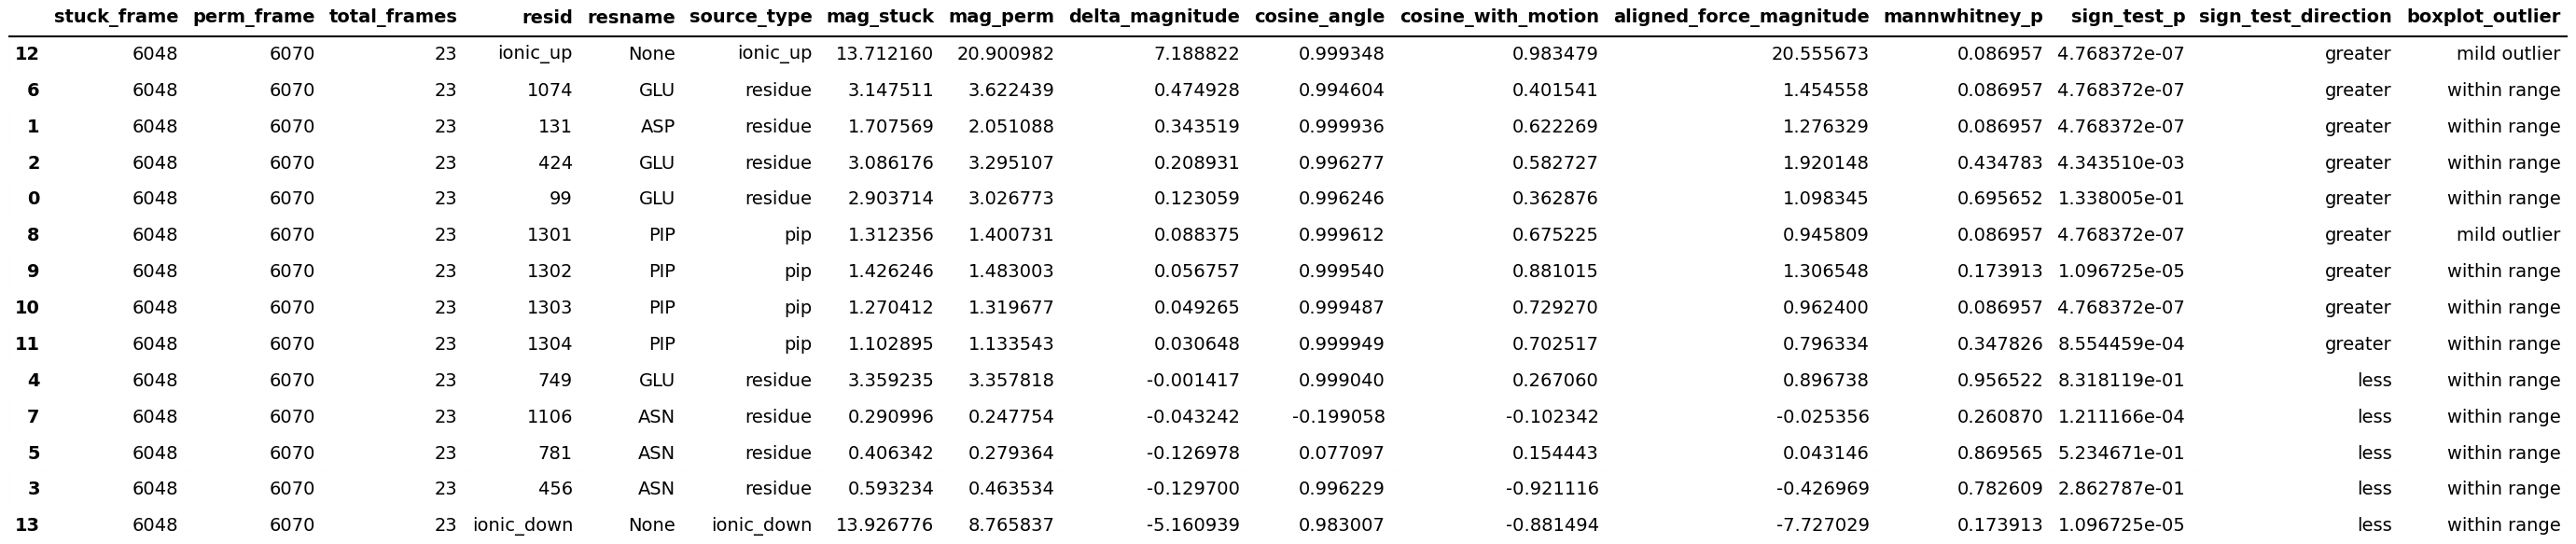 stuck_frame perm_frame total_frames resid resname source_type mag_stuck mag_perm delta_magnitude cosine_angle cosine_with_motion aligned_force_magnitude mannwhitney_p sign_test_p sign_test_direction boxplot_outlier
12 6048 6070 23 ionic_up None ionic_up 13.712160 20.900982 7.188822 0.999348 0.983479 20.555673 0.086957 4.768372e-07 greater mild outlier
6 6048 6070 23 1074 GLU residue 3.147511 3.622439 0.474928 0.994604 0.401541 1.454558 0.086957 4.768372e-07 greater within range
1 6048 6070 23 131 ASP residue 1.707569 2.051088 0.343519 0.999936 0.622269 1.276329 0.086957 4.768372e-07 greater within range
2 6048 6070 23 424 GLU residue 3.086176 3.295107 0.208931 0.996277 0.582727 1.920148 0.434783 4.343510e-03 greater within range
0 6048 6070 23 99 GLU residue 2.903714 3.026773 0.123059 0.996246 0.362876 1.098345 0.695652 1.338005e-01 greater within range
8 6048 6070 23 1301 PIP pip 1.312356 1.400731 0.088375 0.999612 0.675225 0.945809 0.086957 4.768372e-07 greater mild outlier
9 6048 6070 23 1302 PIP pip 1.426246 1.483003 0.056757 0.999540 0.881015 1.306548 0.173913 1.096725e-05 greater within range
10 6048 6070 23 1303 PIP pip 1.270412 1.319677 0.049265 0.999487 0.729270 0.962400 0.086957 4.768372e-07 greater within range
11 6048 6070 23 1304 PIP pip 1.102895 1.133543 0.030648 0.999949 0.702517 0.796334 0.347826 8.554459e-04 greater within range
4 6048 6070 23 749 GLU residue 3.359235 3.357818 -0.001417 0.999040 0.267060 0.896738 0.956522 8.318119e-01 less within range
7 6048 6070 23 1106 ASN residue 0.290996 0.247754 -0.043242 -0.199058 -0.102342 -0.025356 0.260870 1.211166e-04 less within range
5 6048 6070 23 781 ASN residue 0.406342 0.279364 -0.126978 0.077097 0.154443 0.043146 0.869565 5.234671e-01 less within range
3 6048 6070 23 456 ASN residue 0.593234 0.463534 -0.129700 0.996229 -0.921116 -0.426969 0.782609 2.862787e-01 less within range
13 6048 6070 23 ionic_down None ionic_down 13.926776 8.765837 -5.160939 0.983007 -0.881494 -7.727029 0.173913 1.096725e-05 less within range